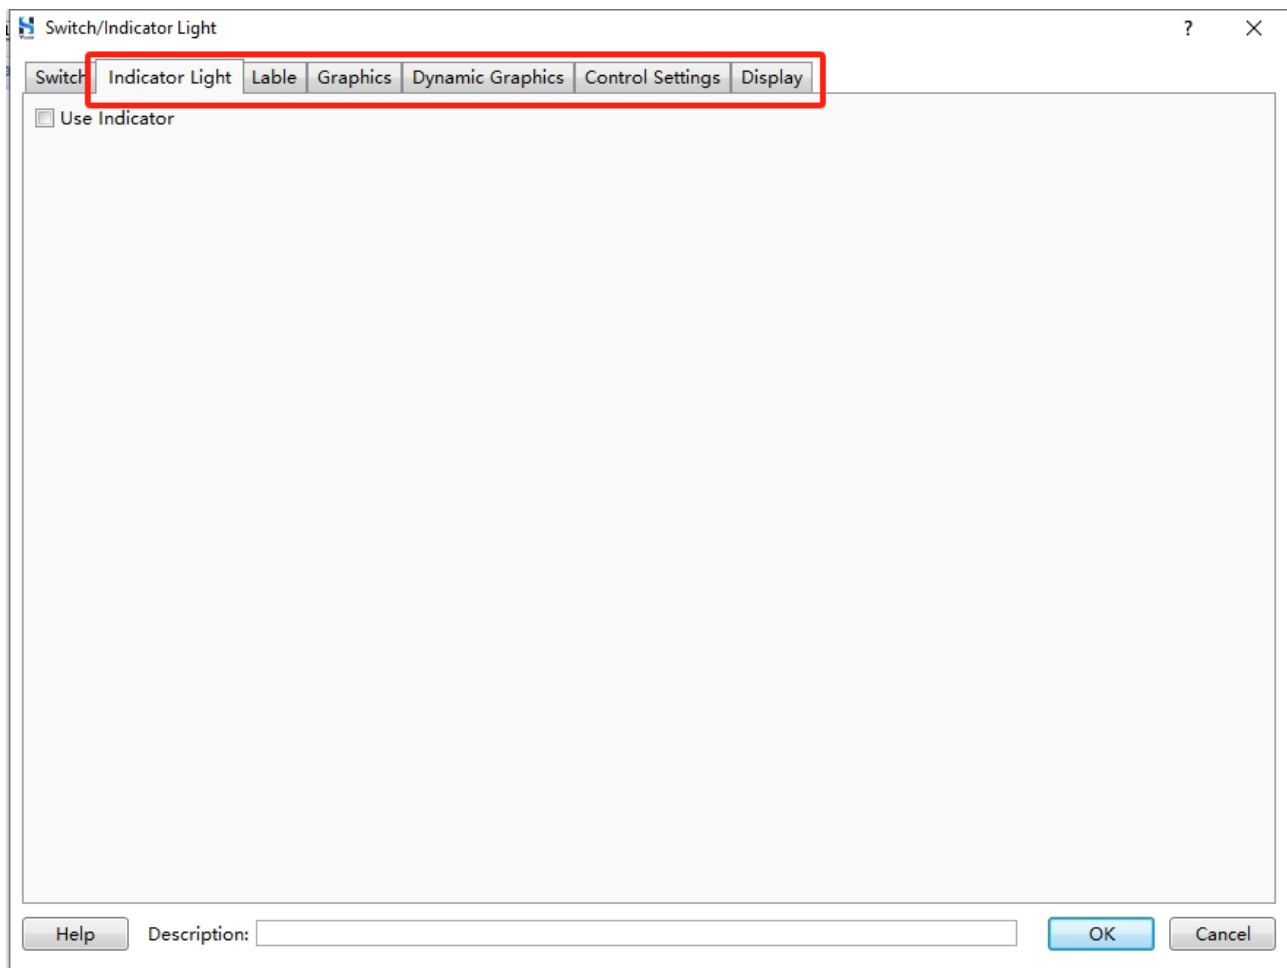 Switch/Indicator Light ?
Switch Indicator Light Lable Graphics Dynamic Graphics Control Settings Display
Use Indicator
Help Description: OK Cancel